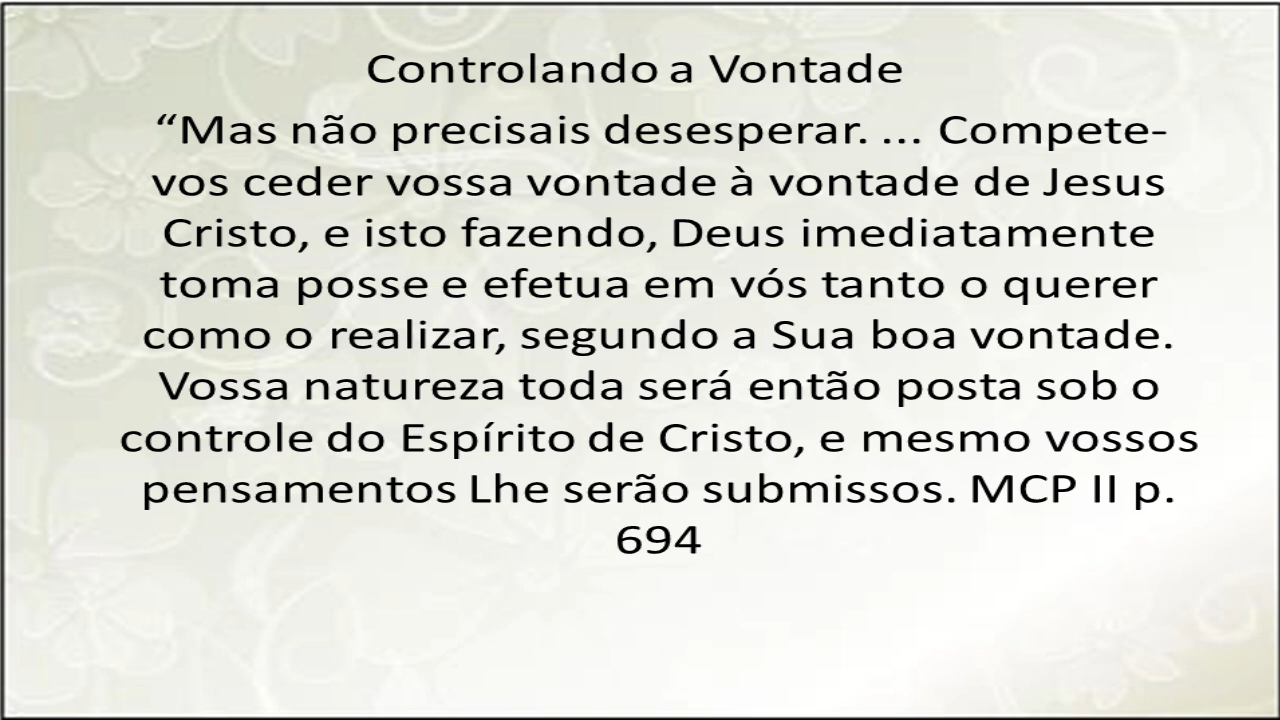 Controlando a Vontade
“Mas não precisais desesperar. ... Compete-
vos ceder vossa vontade à vontade de Jesus
Cristo, e isto fazendo, Deus imediatamente
toma posse e efetua em vós tanto o querer
como o realizar, segundo a Sua boa vontade.
Vossa natureza toda será então posta sob o
controle do Espírito de Cristo, e mesmo vossos
pensamentos Lhe serão submissos. MCP II p.
694